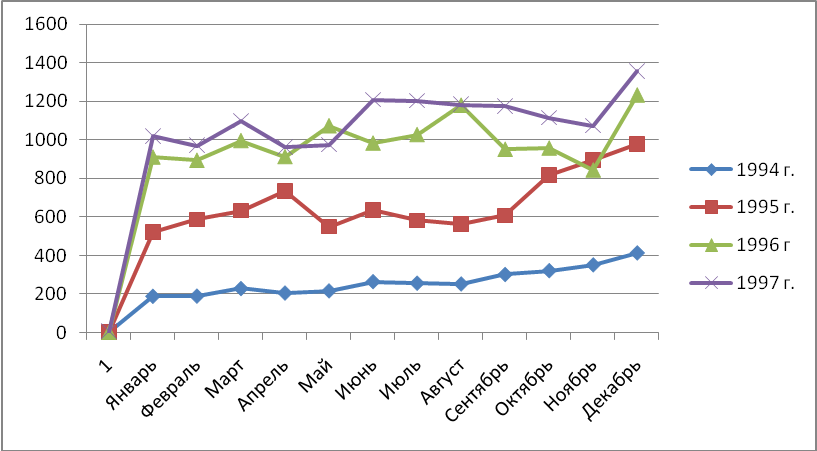 1600
1400
1200
1000
800
600
400
200
0
1
Январь
Февраль
Март
Апрель
Май
Июнь
Июль
Август
Сентябрь
Октябрь
Ноябрь
Декабрь
1994 г.
1995 г.
1996 г
1997 г.